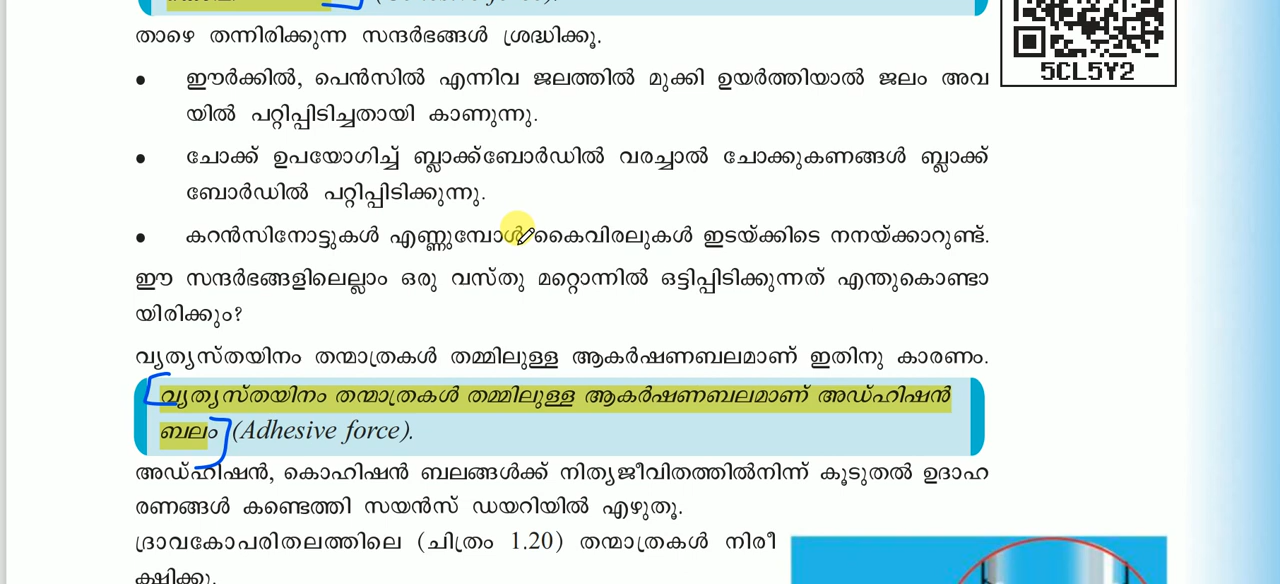 (Cohesive force).
താഴെ തന്നിരിക്കുന്ന സന്ദർഭങ്ങൾ ശ്രദ്ധിക്കൂ.
5CL5Y2
• ഈർക്കിൽ, പെൻസിൽ എന്നിവ ജലത്തിൽ മുക്കി ഉയർത്തിയാൽ ജലം അവ
യിൽ പറ്റിപ്പിടിച്ചതായി കാണുന്നു.
• ചോക്ക് ഉപയോഗിച്ച് ബ്ലാക്ക്ബോർഡിൽ വരച്ചാൽ ചോക്കുകണങ്ങൾ ബ്ലാക്ക്
ബോർഡിൽ പറ്റിപ്പിടിക്കുന്നു.
• കറൻസിനോട്ടുകൾ എണ്ണുമ്പോൾ കൈവിരലുകൾ ഇടയ്ക്കിടെ നനയ്ക്കാറുണ്ട്.
ഈ സന്ദർഭങ്ങളിലെല്ലാം ഒരു വസ്തു മറ്റൊന്നിൽ ഒട്ടിപ്പിടിക്കുന്നത് എന്തുകൊണ്ടാ
യിരിക്കും?
വ്യത്യസ്തയിനം തന്മാത്രകൾ തമ്മിലുള്ള ആകർഷണബലമാണ് ഇതിനു കാരണം.
വ്യത്യസ്തയിനം തന്മാത്രകൾ തമ്മിലുള്ള ആകർഷണബലമാണ് അഡ്ഹിഷൻ
ബലം (Adhesive force).
അഡ്ഹിഷൻ, കൊഹിഷൻ ബലങ്ങൾക്ക് നിത്യജീവിതത്തിൽനിന്ന് കൂടുതൽ ഉദാഹ
രണങ്ങൾ കണ്ടെത്തി സയൻസ് ഡയറിയിൽ എഴുതൂ.
ദ്രാവകോപരിതലത്തിലെ (ചിത്രം 1.20) തന്മാത്രകൾ നിരീ
ക്ഷിക്കൂ.